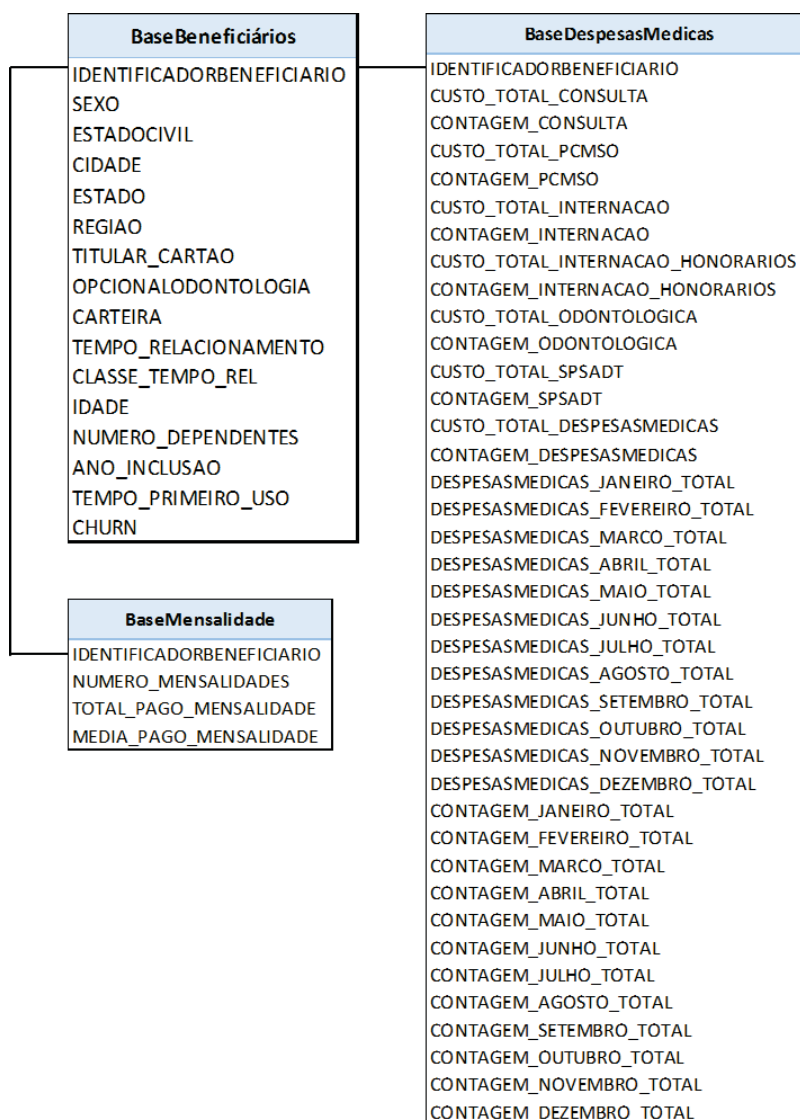 BaseBeneficiários
IDENTIFICADORBENEFICIARIO
SEXO
ESTADOCIVIL
CIDADE
ESTADO
REGIAO
TITULAR_CARTAO
OPCIONALODONTOLOGIA
CARTEIRA
TEMPO_RELACIONAMENTO
CLASSE_TEMPO_REL
IDADE
NUMERO_DEPENDENTES
ANO_INCLUSAO
TEMPO_PRIMEIRO_USO
CHURN
BaseMensalidade
IDENTIFICADORBENEFICIARIO
NUMERO_MENSALIDADES
TOTAL_PAGO_MENSALIDADE
MEDIA_PAGO_MENSALIDADE
BaseDespesasMedicas
IDENTIFICADORBENEFICIARIO
CUSTO_TOTAL_CONSULTA
CONTAGEM_CONSULTA
CUSTO_TOTAL_PCMSO
CONTAGEM_PCMSO
CUSTO_TOTAL_INTERNACAO
CONTAGEM_INTERNACAO
CUSTO_TOTAL_INTERNACAO_HONORARIOS
CONTAGEM_INTERNACAO_HONORARIOS
CUSTO_TOTAL_ODONTOLOGICA
CONTAGEM_ODONTOLOGICA
CUSTO_TOTAL_SPSADT
CONTAGEM_SPSADT
CUSTO_TOTAL_DESPESASMEDICAS
CONTAGEM_DESPESASMEDICAS
DESPESASMEDICAS_JANEIRO_TOTAL
DESPESASMEDICAS_FEVEREIRO_TOTAL
DESPESASMEDICAS_MARCO_TOTAL
DESPESASMEDICAS_ABRIL_TOTAL
DESPESASMEDICAS_MAIO_TOTAL
DESPESASMEDICAS_JUNHO_TOTAL
DESPESASMEDICAS_JULHO_TOTAL
DESPESASMEDICAS_AGOSTO_TOTAL
DESPESASMEDICAS_SETEMBRO_TOTAL
DESPESASMEDICAS_OUTUBRO_TOTAL
DESPESASMEDICAS_NOVEMBRO_TOTAL
DESPESASMEDICAS_DEZEMBRO_TOTAL
CONTAGEM_JANEIRO_TOTAL
CONTAGEM_FEVEREIRO_TOTAL
CONTAGEM_MARCO_TOTAL
CONTAGEM_ABRIL_TOTAL
CONTAGEM_MAIO_TOTAL
CONTAGEM_JUNHO_TOTAL
CONTAGEM_JULHO_TOTAL
CONTAGEM_AGOSTO_TOTAL
CONTAGEM_SETEMBRO_TOTAL
CONTAGEM_OUTUBRO_TOTAL
CONTAGEM_NOVEMBRO_TOTAL
CONTAGEM_DEZEMBRO_TOTAL